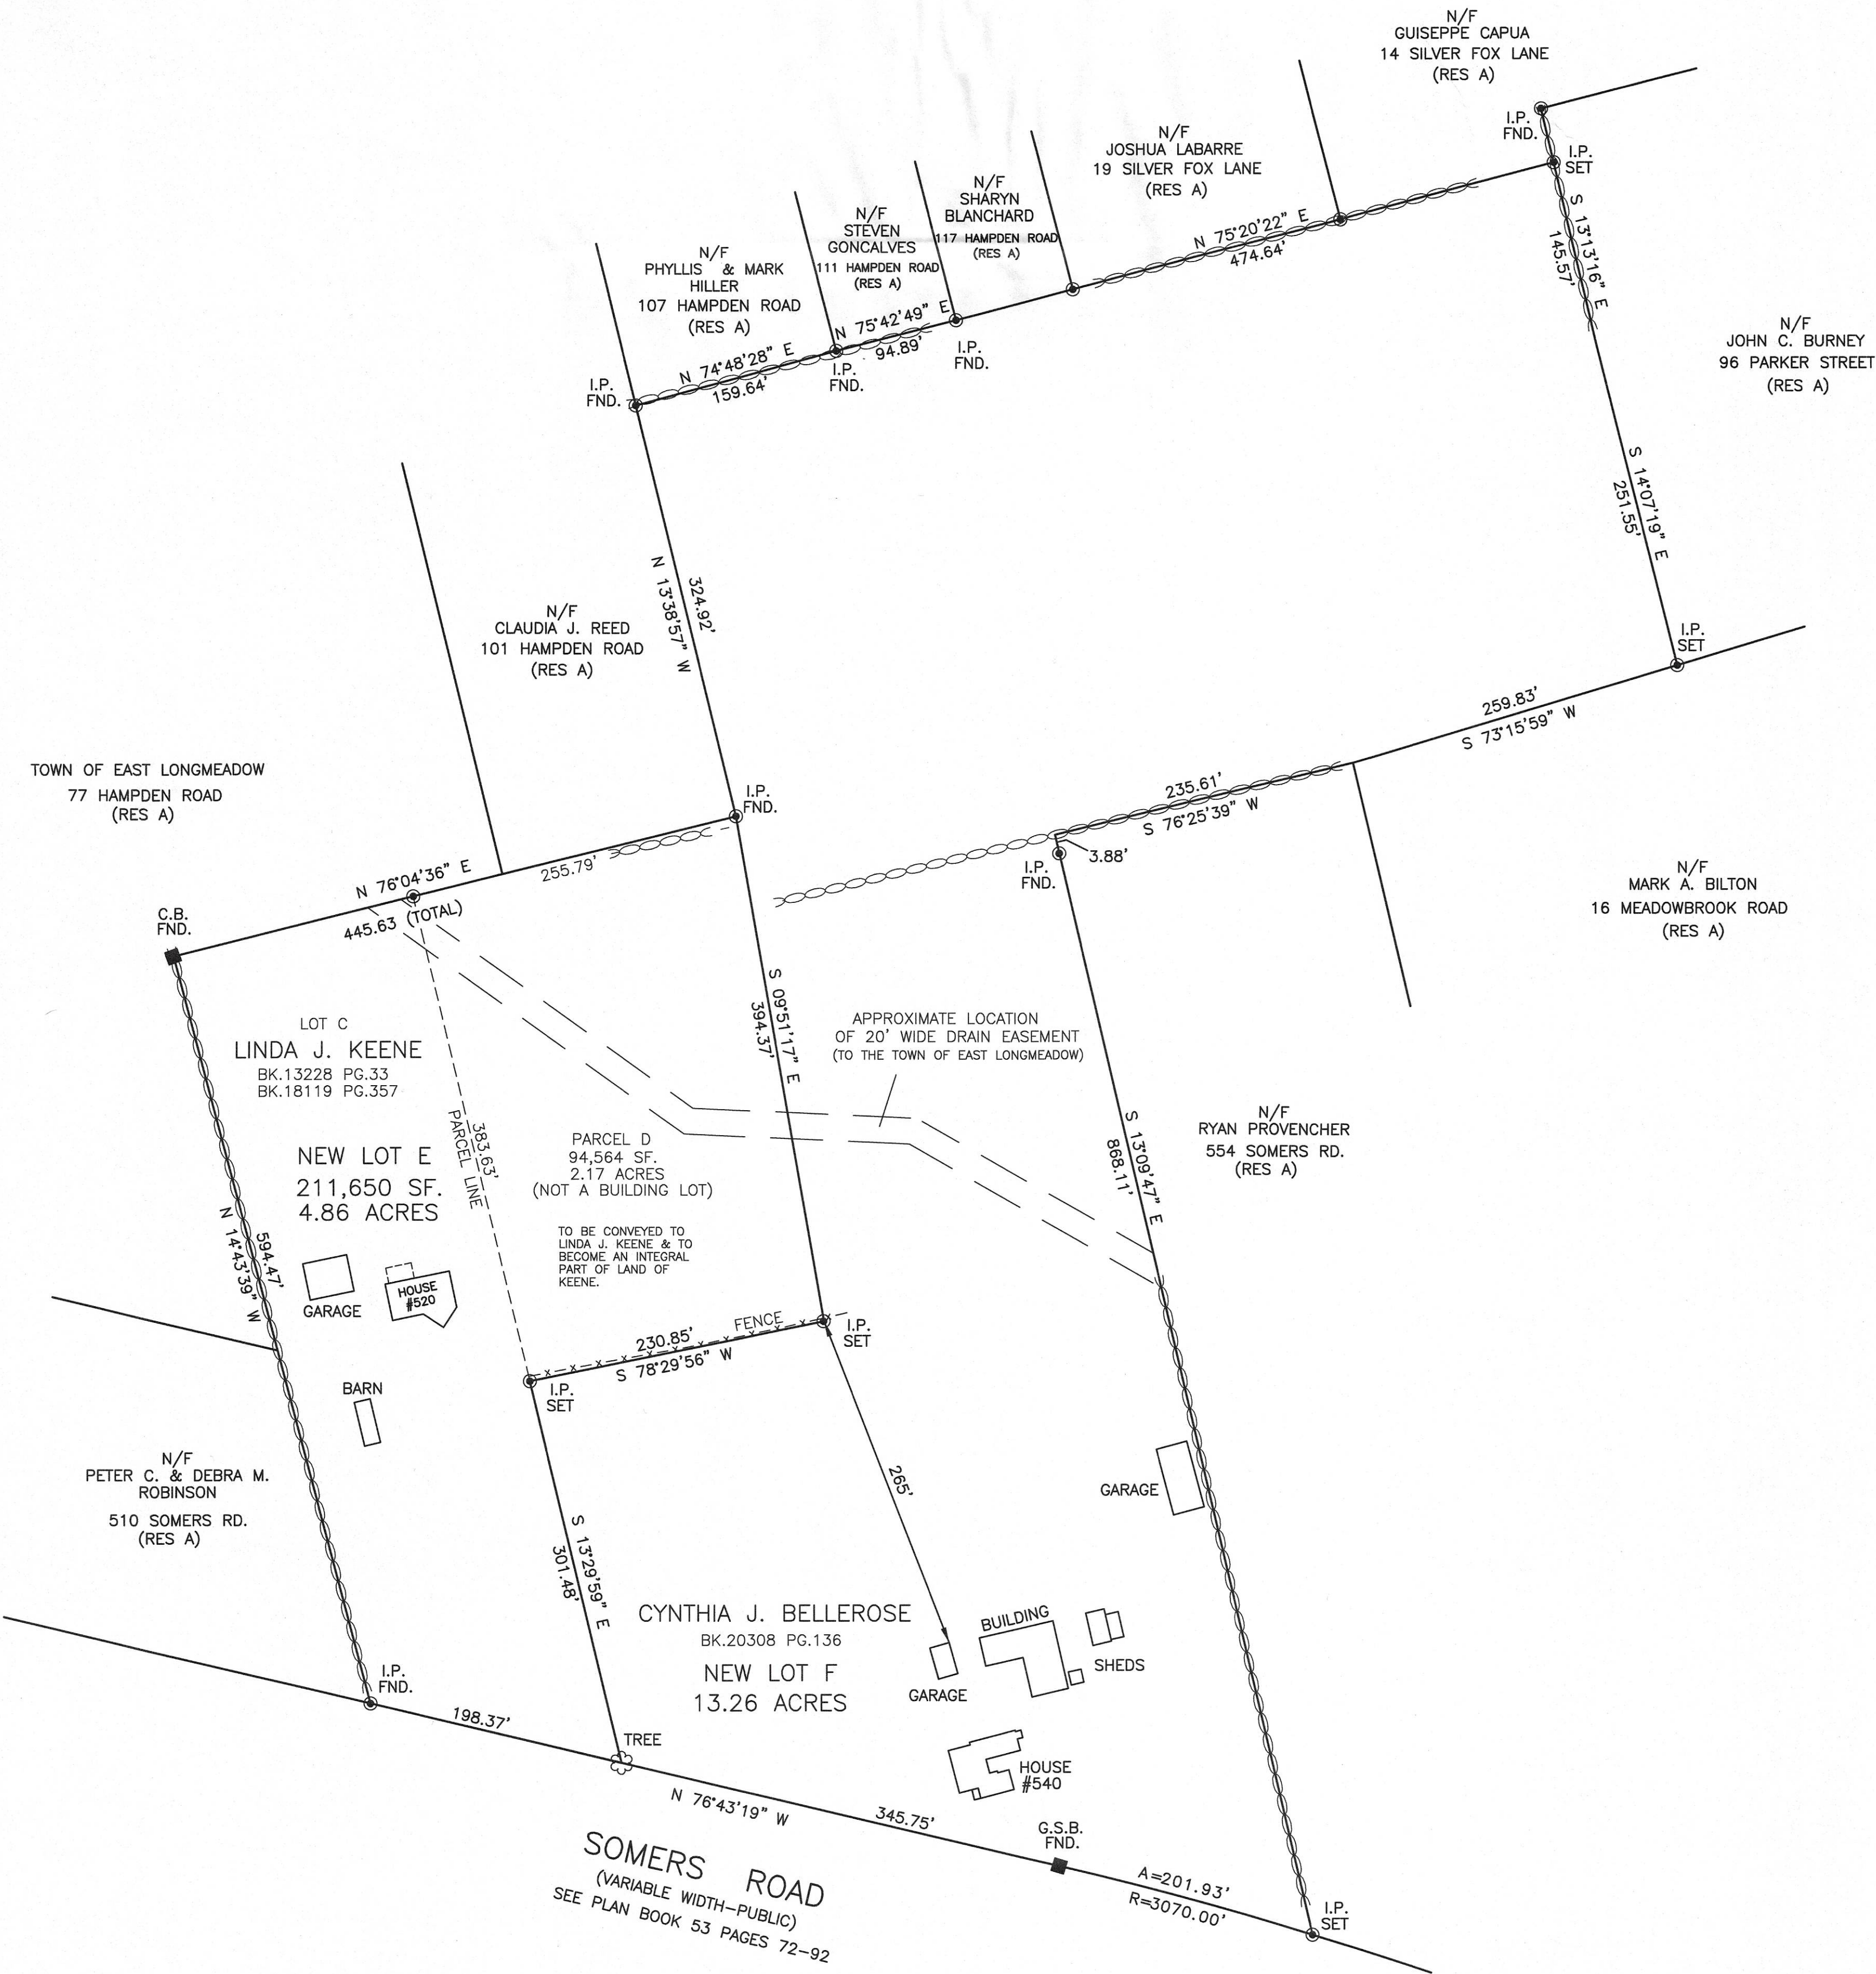 N/F
GUISEPPE CAPUA
14 SILVER FOX LANE
(RES A)
I.P.
FND.
I.P.
SET
N/F
JOSHUA LABARRE
19 SILVER FOX LANE
(RES A)
N/F
SHARYN
BLANCHARD
117 HAMPDEN ROAD
(RES A)
N/F
STEVEN
GONCALVES
111 HAMPDEN ROAD
(RES A)
N/F
PHYLLIS & MARK
HILLER
107 HAMPDEN ROAD
(RES A)
N 75°20'22" E
474.64'
S 13°13'16" E
145.57'
N 75°42'49" E
94.89'
I.P.
FND.
N 74°48'28" E
159.64'
I.P.
FND.
I.P.
FND.
N/F
JOHN C. BURNEY
96 PARKER STREET
(RES A)
S 14°07'19" E
251.55'
324.92'
N 13°38'57" W
N/F
CLAUDIA J. REED
101 HAMPDEN ROAD
(RES A)
I.P.
SET
259.83'
S 73°15'59" W
TOWN OF EAST LONGMEADOW
77 HAMPDEN ROAD
(RES A)
I.P.
FND.
235.61'
S 76°25'39" W
3.88'
I.P.
FND.
N/F
MARK A. BILTON
16 MEADOWBROOK ROAD
(RES A)
N 76°04'36" E
255.79'
445.63 (TOTAL)
C.B.
FND.
S 09°51'17" E
394.37'
LOT C
LINDA J. KEENE
BK.13228 PG.33
BK.18119 PG.357
APPROXIMATE LOCATION
OF 20' WIDE DRAIN EASEMENT
(TO THE TOWN OF EAST LONGMEADOW)
S 13°09'47" E
868.11'
N/F
RYAN PROVENCHER
554 SOMERS RD.
(RES A)
NEW LOT E
211,650 SF.
4.86 ACRES
383.63'
PARCEL LINE
PARCEL D
94,564 SF.
2.17 ACRES
(NOT A BUILDING LOT)
TO BE CONVEYED TO
LINDA J. KEENE & TO
BECOME AN INTEGRAL
PART OF LAND OF
KEENE.
594.47'
N 14°43'39" W
GARAGE
HOUSE
#520
FENCE
230.85'
S 78°29'56" W
I.P.
SET
I.P.
SET
BARN
N/F
PETER C. & DEBRA M.
ROBINSON
510 SOMERS RD.
(RES A)
265'
GARAGE
S 13°29'59" E
301.48'
CYNTHIA J. BELLEROSE
BK.20308 PG.136
NEW LOT F
13.26 ACRES
BUILDING
SHEDS
GARAGE
I.P.
FND.
198.37'
TREE
HOUSE
#540
N 76°43'19" W
345.75'
G.S.B.
FND.
A=201.93'
R=3070.00'
I.P.
SET
SOMERS ROAD
(VARIABLE WIDTH-PUBLIC)
SEE PLAN BOOK 53 PAGES 72-92